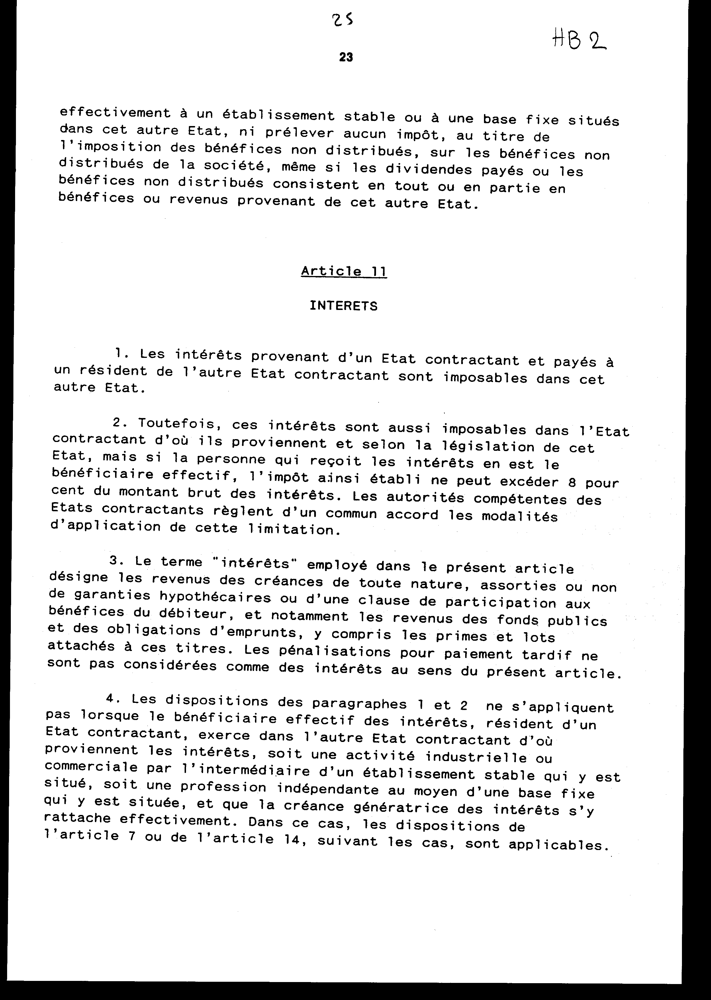 25
HB 2
23
effectivement à un établissement stable ou à une base fixe situés
dans cet autre Etat, ni prélever aucun impôt, au titre de
l'imposition des bénéfices non distribués, sur les bénéfices non
distribués de la société, même si les dividendes payés ou les
bénéfices non distribués consistent en tout ou en partie en
bénéfices ou revenus provenant de cet autre Etat.
Article 11
INTERETS
1. Les intérêts provenant d'un Etat contractant et payés à
un résident de l'autre Etat contractant sont imposables dans cet
autre Etat.
2. Toutefois, ces intérêts sont aussi imposables dans l'Etat
contractant d'où ils proviennent et selon la législation de cet
Etat, mais si la personne qui reçoit les intérêts en est le
bénéficiaire effectif, l'impôt ainsi établi ne peut excéder 8 pour
cent du montant brut des intérêts. Les autorités compétentes des
Etats contractants règlent d'un commun accord les modalités
d'application de cette limitation.
3. Le terme "intérêts" employé dans le présent article
désigne les revenus des créances de toute nature, assorties ou non
de garanties hypothécaires ou d'une clause de participation aux
bénéfices du débiteur, et notamment les revenus des fonds publics
et des obligations d'emprunts, y compris les primes et lots
attachés à ces titres. Les pénalisations pour paiement tardif ne
sont pas considérées comme des intérêts au sens du présent article.
4. Les dispositions des paragraphes 1 et 2 ne s'appliquent
pas lorsque le bénéficiaire effectif des intérêts, résident d'un
Etat contractant, exerce dans l'autre Etat contractant d'où
proviennent les intérêts, soit une activité industrielle ou
commerciale par l'intermédiaire d'un établissement stable qui y est
situé, soit une profession indépendante au moyen d'une base fixe
qui y est située, et que la créance génératrice des intérêts s'y
rattache effectivement. Dans ce cas, les dispositions de
l'article 7 ou de l'article 14, suivant les cas, sont applicables.